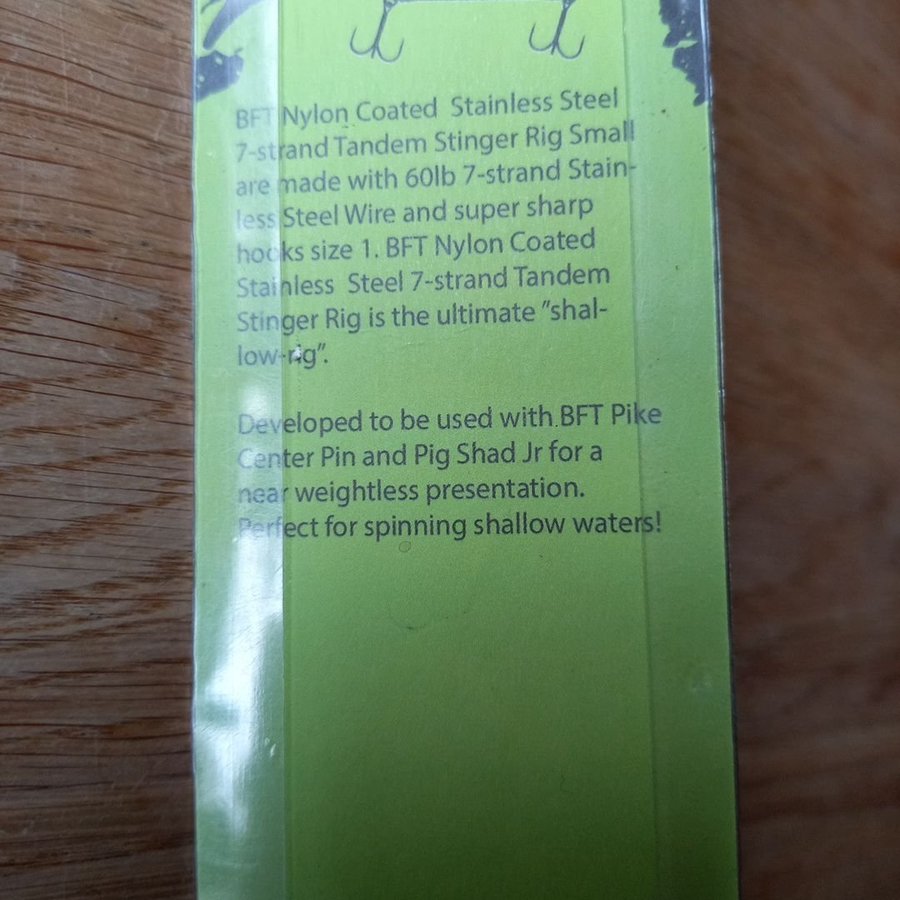 BFT Nylon Coated Stainless Steel
7-strand Tandem Stinger Rig Small
are made with 60lb 7-strand Stain-
less Steel Wire and super sharp
hooks size 1. BFT Nylon Coated
Stainless Steel 7-strand Tandem
Stinger Rig is the ultimate "shal-
low-rig".
Developed to be used with BFT Pike
Center Pin and Pig Shad Jr for a
near weightless presentation.
Perfect for spinning shallow waters!